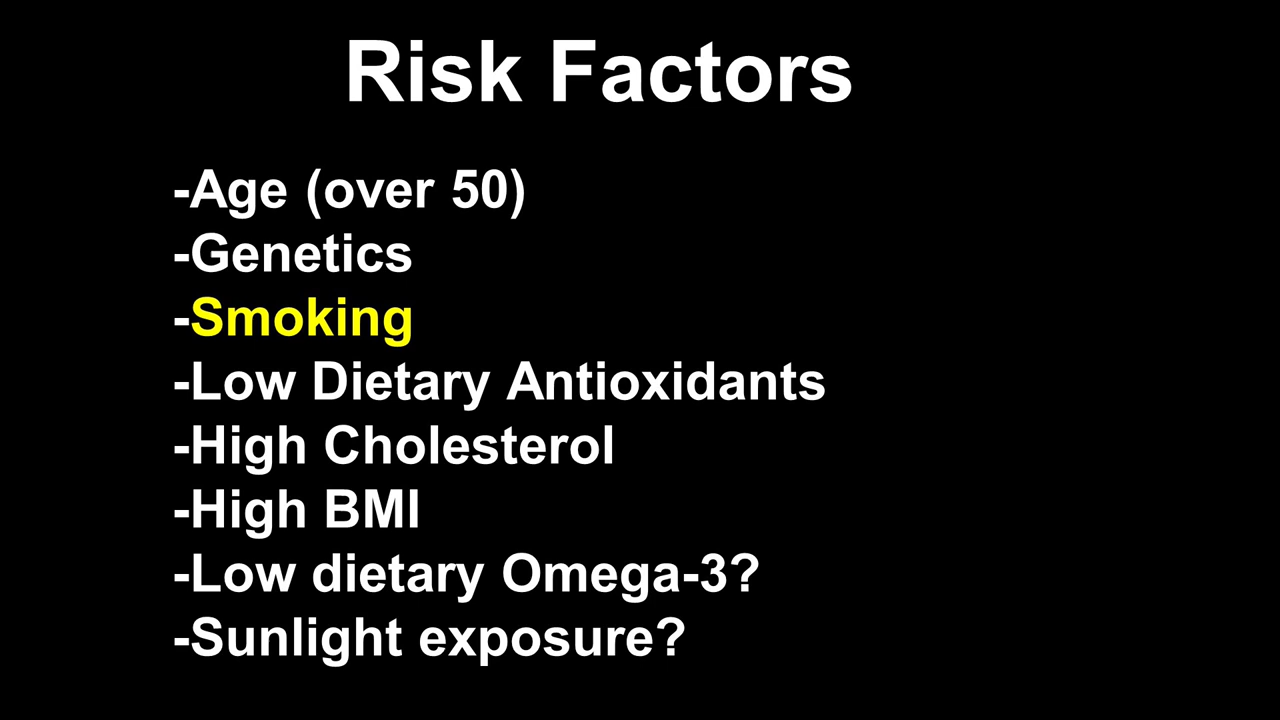 Risk Factors
-Age (over 50)
-Genetics
-Smoking
-Low Dietary Antioxidants
-High Cholesterol
-High BMI
-Low dietary Omega-3?
-Sunlight exposure?